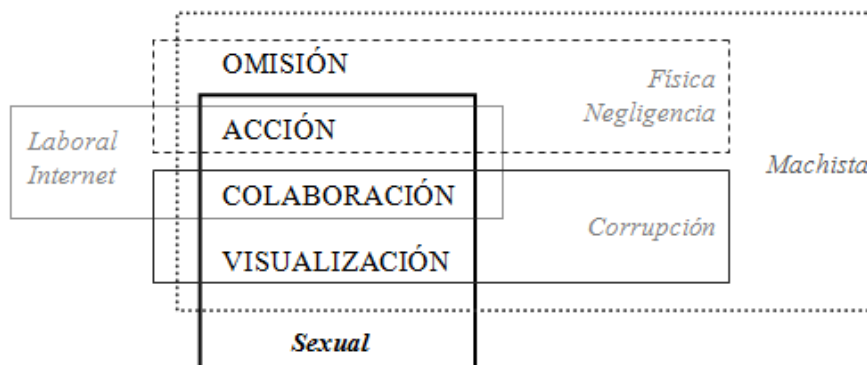 OMISIÓN
Física
Negligencia
ACCIÓN
Laboral
Internet
Machista
COLABORACIÓN
Corrupción
VISUALIZACIÓN
Sexual